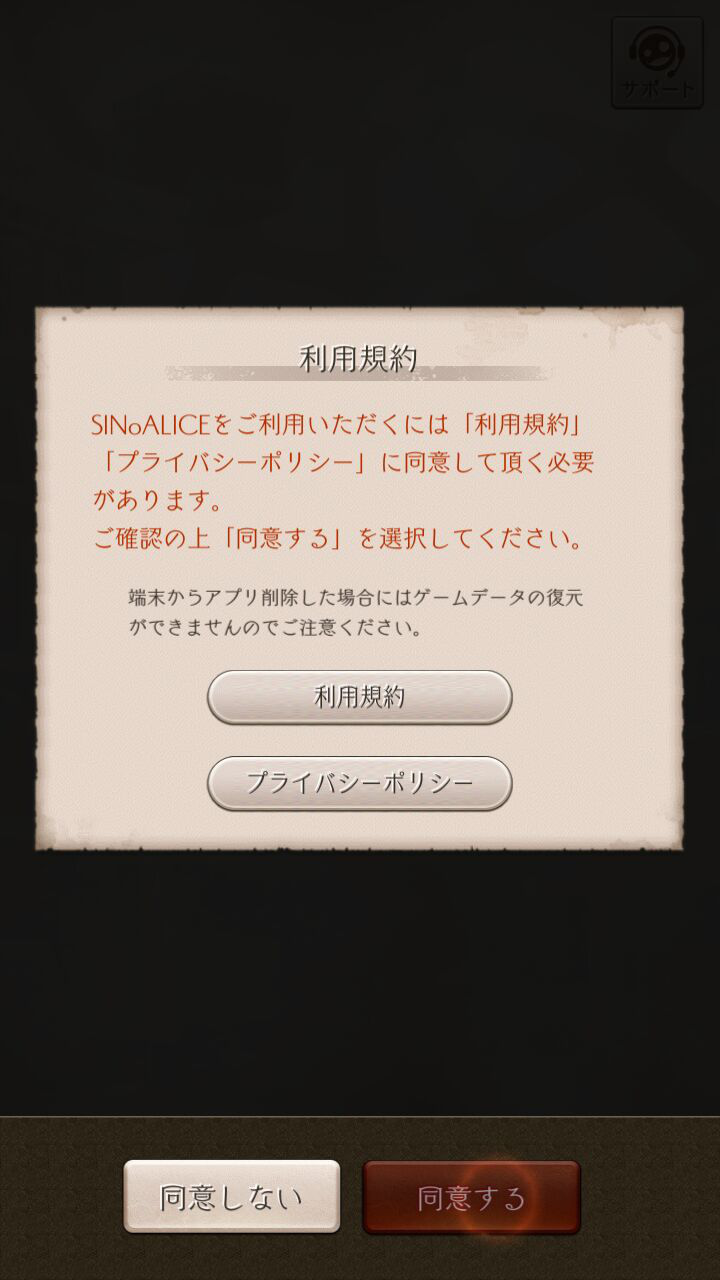 サポート
利用規約
SINoALICEをご利用いただくには「利用規約」
「プライバシーポリシー」に同意して頂く必要
があります。
ご確認の上「同意する」を選択してください。
端末からアプリ削除した場合にはゲームデータの復元
ができませんのでご注意ください。
利用規約
プライバシーポリシー
同意しない
同意する